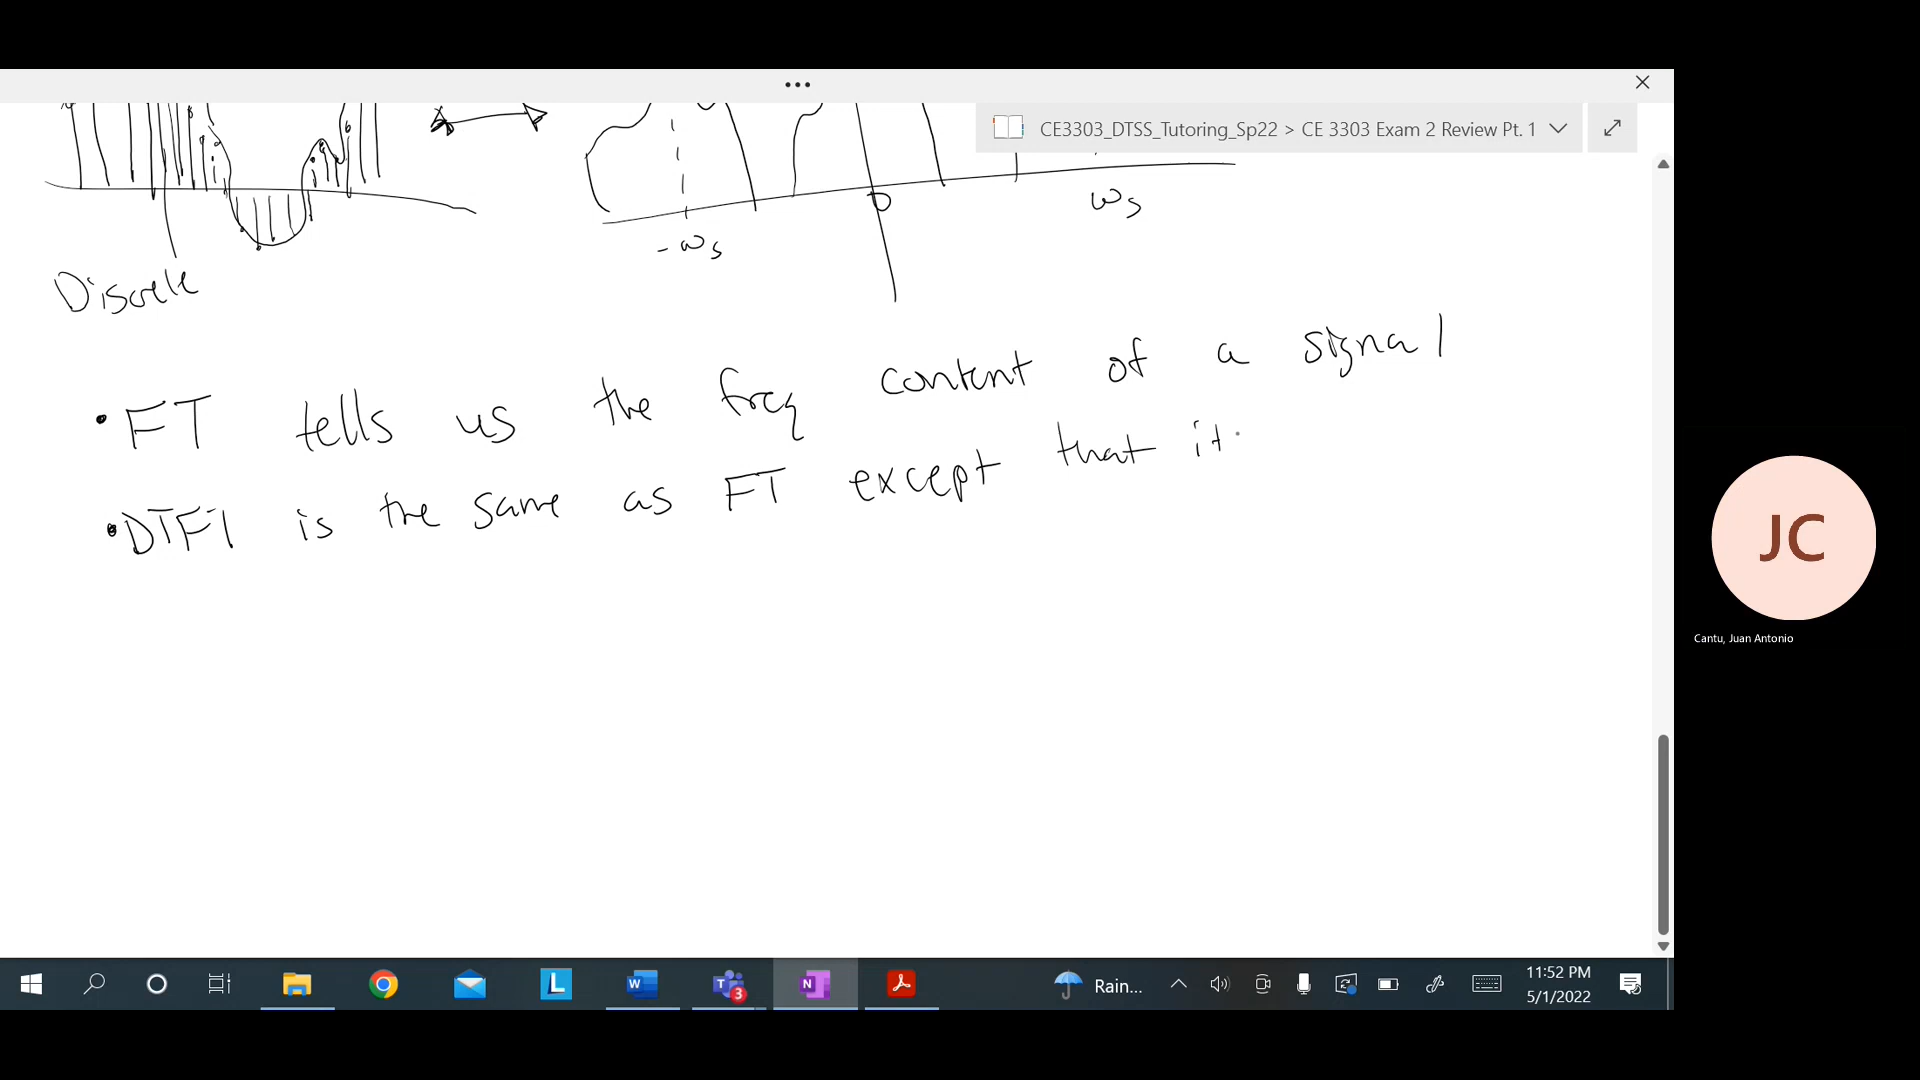 CE3303_DTSS_Tutoring_Sp22 > CE 3303 Exam 2 Review Pt. 1
ωs
0
-ωs
Discrete
• FT tells us the freq content of a signal
• DTFT is the same as FT except that it
JC
Cantu, Juan Antonio
Rain...
11:52 PM
5/1/2022
L
W
T
3
N